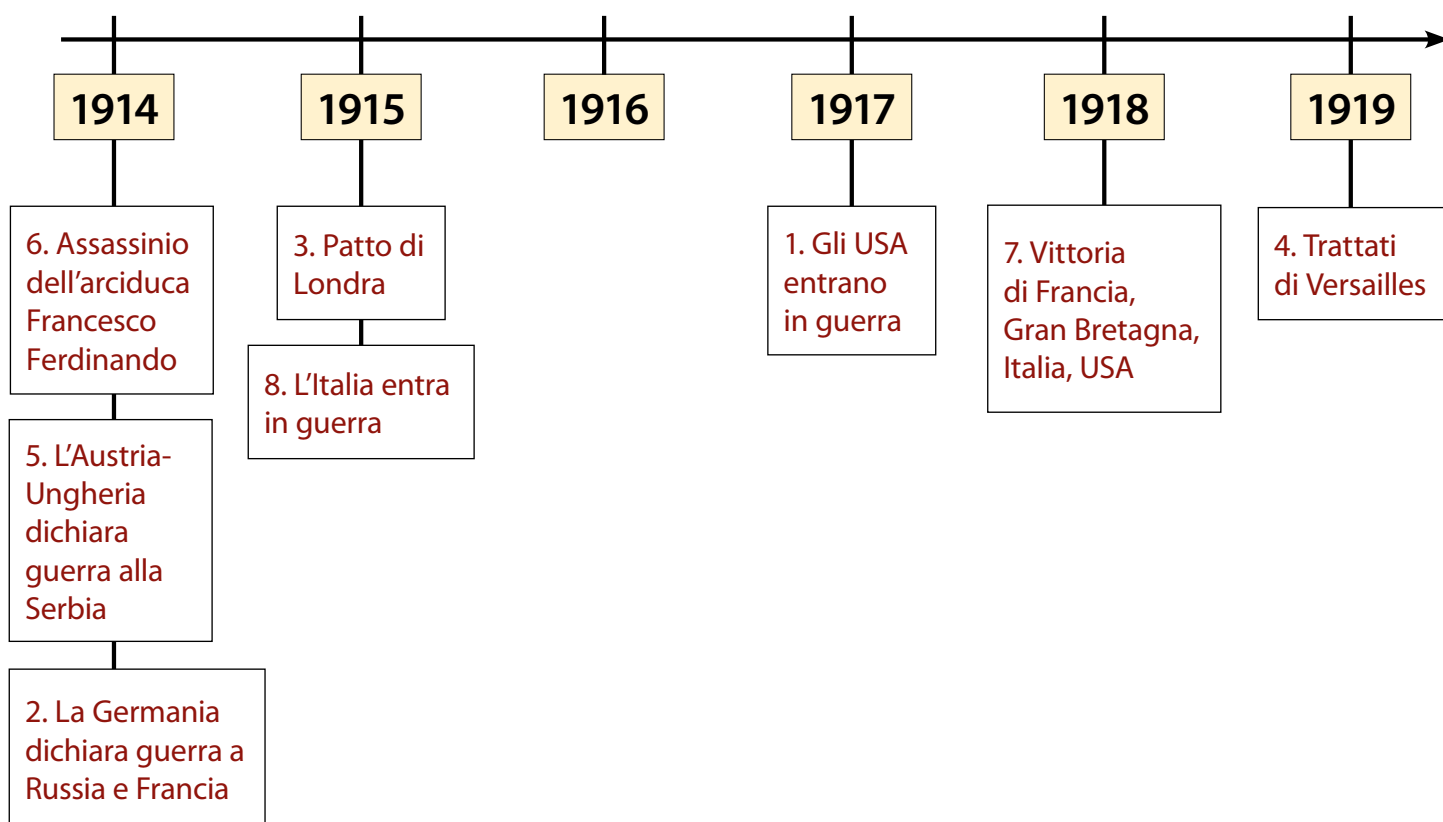 1914
1915
1916
1917
1918
1919
6. Assassinio
dell’arciduca
Francesco
Ferdinando
5. L’Austria-
Ungheria
dichiara
guerra alla
Serbia
2. La Germania
dichiara guerra a
Russia e Francia
3. Patto di
Londra
8. L’Italia entra
in guerra
1. Gli USA
entrano
in guerra
7. Vittoria
di Francia,
Gran Bretagna,
Italia, USA
4. Trattati
di Versailles